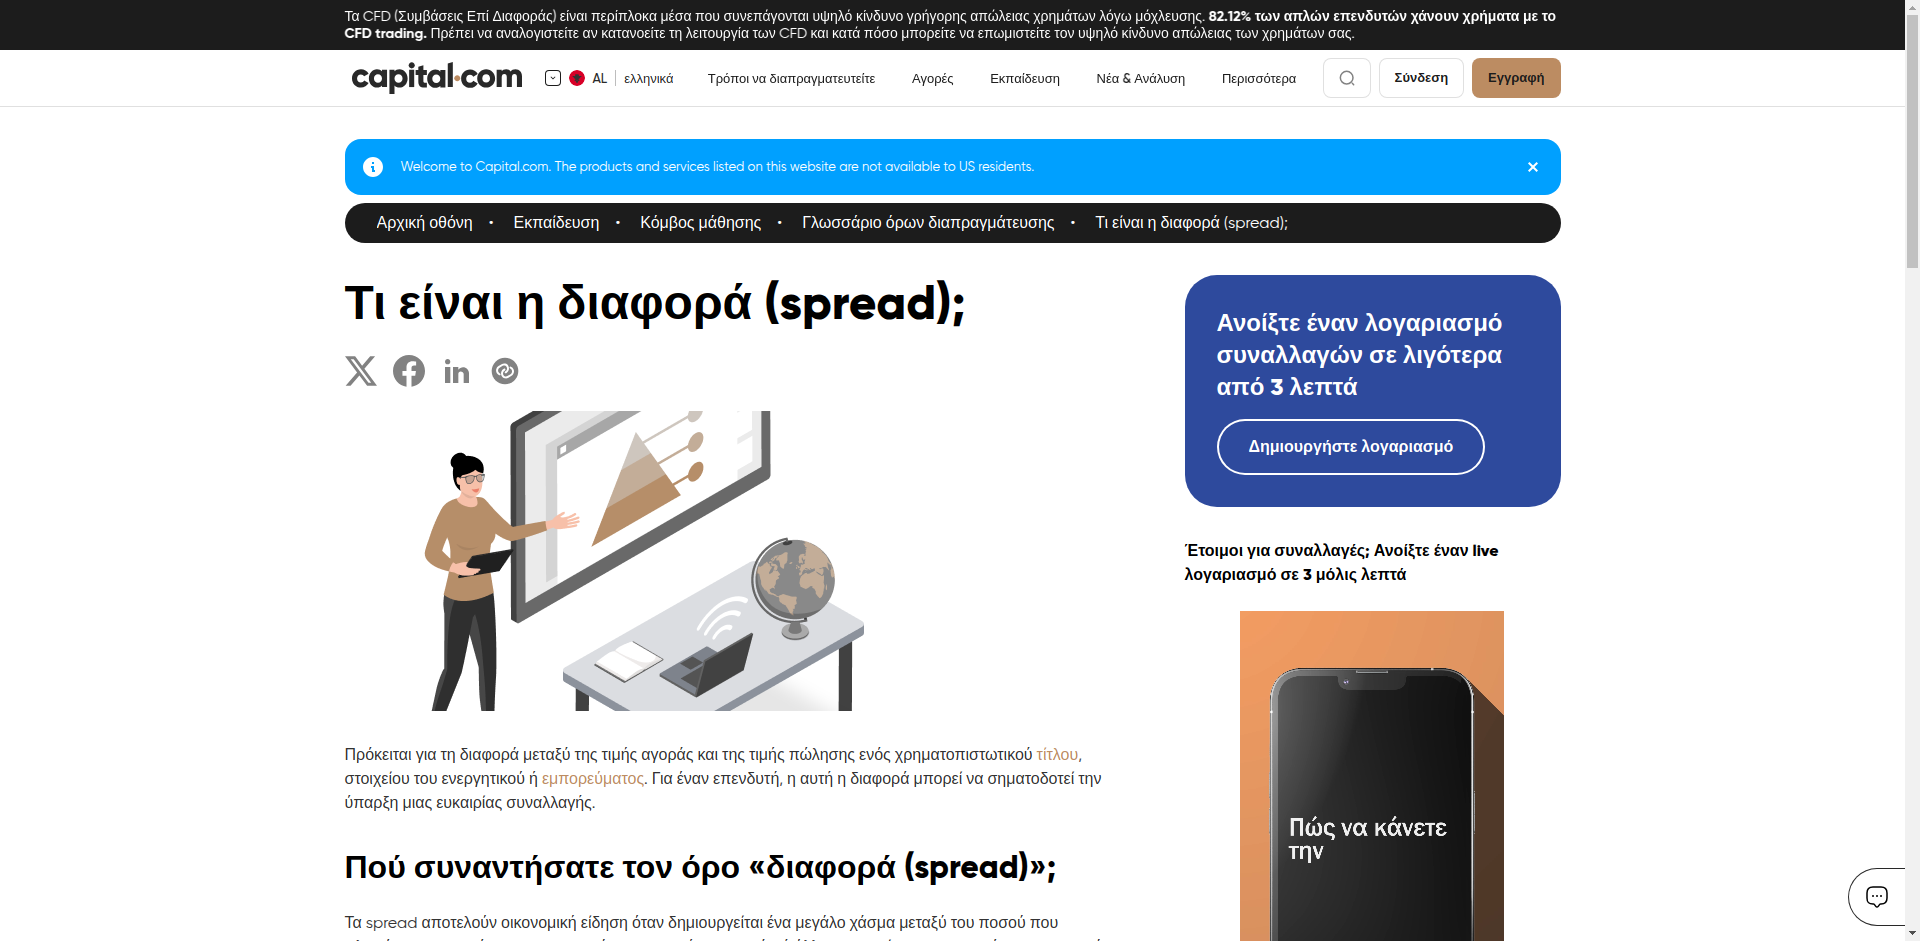 Τα CFD (Συμβάσεις Επί Διαφοράς) είναι περίπλοκα μέσα που συνεπάγονται υψηλό κίνδυνο γρήγορης απώλειας χρημάτων λόγω μόχλευσης. 82.12% των απλών επενδυτών χάνουν χρήματα με το
CFD trading. Πρέπει να αναλογιστείτε αν κατανοείτε τη λειτουργία των CFD και κατά πόσο μπορείτε να επωμιστείτε τον υψηλό κίνδυνο απώλειας των χρημάτων σας.
capital.com AL ελληνικά Τρόποι να διαπραγματευτείτε Αγορές Εκπαίδευση Νέα & Ανάλυση Περισσότερα Σύνδεση Εγγραφή
Welcome to Capital.com. The products and services listed on this website are not available to US residents.
Αρχική οθόνη • Εκπαίδευση • Κόμβος μάθησης • Γλωσσάριο όρων διαπραγμάτευσης • Τι είναι η διαφορά (spread);
Τι είναι η διαφορά (spread);
Πρόκειται για τη διαφορά μεταξύ της τιμής αγοράς και της τιμής πώλησης ενός χρηματοπιστωτικού τίτλου,
στοιχείου του ενεργητικού ή εμπορεύματος. Για έναν επενδυτή, η αυτή η διαφορά μπορεί να σηματοδοτεί την
ύπαρξη μιας ευκαιρίας συναλλαγής.
Πού συναντήσατε τον όρο «διαφορά (spread)»;
Τα spread αποτελούν οικονομική είδηση όταν δημιουργείται ένα μεγάλο χάσμα μεταξύ του ποσού που
Ανοίξτε έναν λογαριασμό
συναλλαγών σε λιγότερα
από 3 λεπτά
Δημιουργήστε λογαριασμό
Έτοιμοι για συναλλαγές; Ανοίξτε έναν live
λογαριασμό σε 3 μόλις λεπτά
Πώς να κάνετε
την